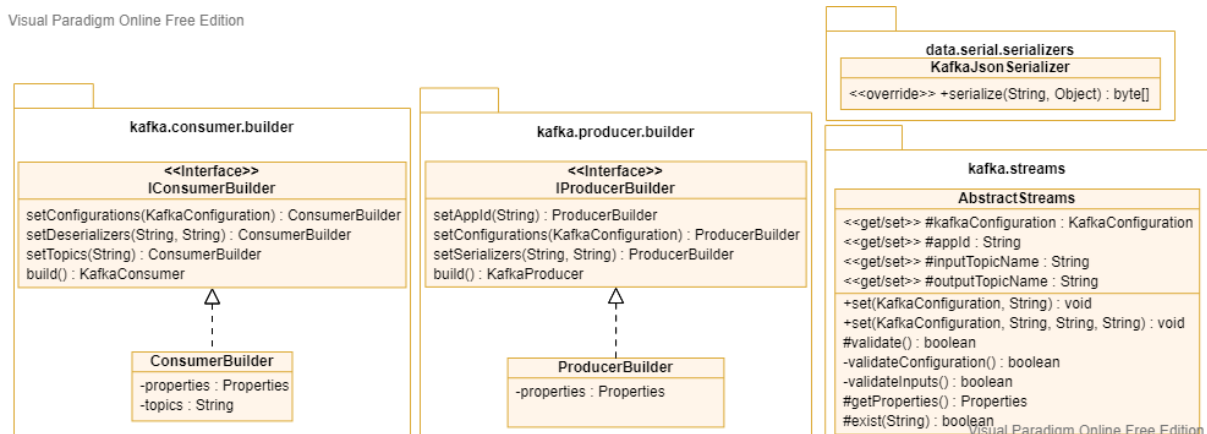 Visual Paradigm Online Free Edition
kafka.consumer.builder
<<Interface>>
IConsumerBuilder
setConfigurations(KafkaConfiguration) : ConsumerBuilder
setDeserializers(String, String) : ConsumerBuilder
setTopics(String) : ConsumerBuilder
build() : KafkaConsumer
ConsumerBuilder
-properties : Properties
-topics : String
kafka.producer.builder
<<Interface>>
IProducerBuilder
setAppId(String) : ProducerBuilder
setConfigurations(KafkaConfiguration) : ProducerBuilder
setSerializers(String, String) : ProducerBuilder
build() : KafkaProducer
ProducerBuilder
-properties : Properties
data.serial.serializers
KafkaJsonSerializer
<<override>> +serialize(String, Object) : byte[]
kafka.streams
AbstractStreams
<<get/set>> #kafkaConfiguration : KafkaConfiguration
<<get/set>> #appId : String
<<get/set>> #inputTopicName : String
<<get/set>> #outputTopicName : String
+set(KafkaConfiguration, String) : void
+set(KafkaConfiguration, String, String, String) : void
#validate() : boolean
-validateConfiguration() : boolean
-validateInputs() : boolean
#getProperties() : Properties
#exist(String) : boolean
Visual Paradigm Online Free Edition